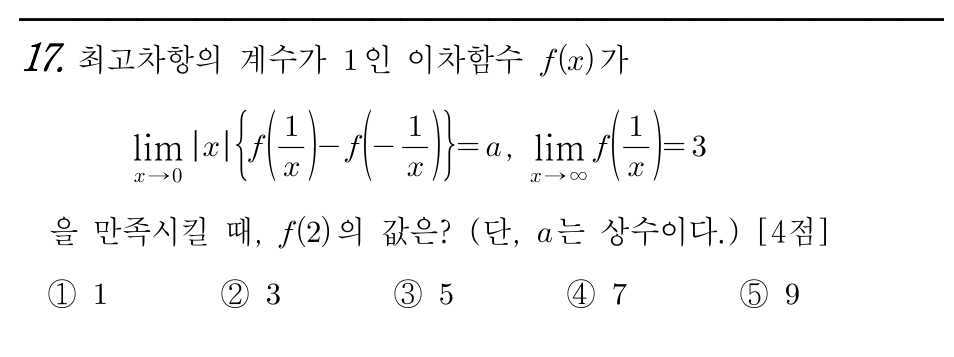 17. 최고차항의 계수가 1인 이차함수 f(x)가
lim_{x→0} |x|{f(1/x)−f(−1/x)}=a, lim_{x→∞} f(1/x)=3
을 만족시킬 때, f(2)의 값은? (단, a는 상수이다.) [4점]
① 1 ② 3 ③ 5 ④ 7 ⑤ 9